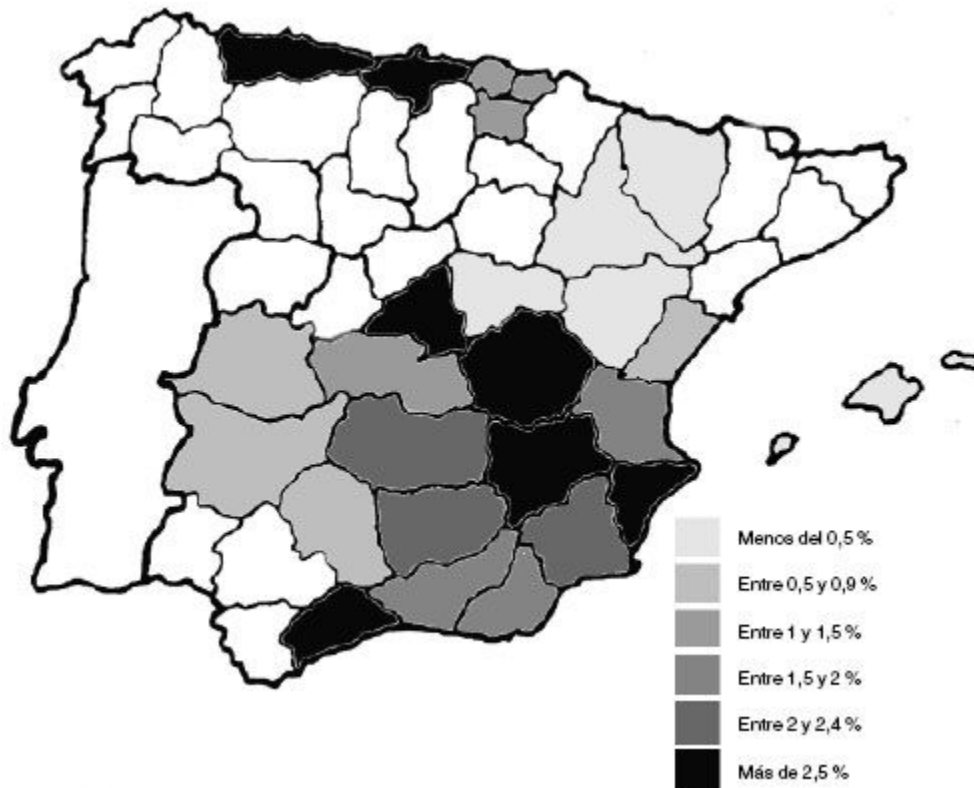 Menos del 0,5 %
Entre 0,5 y 0,9 %
Entre 1 y 1,5 %
Entre 1,5 y 2 %
Entre 2 y 2,4 %
Más de 2,5 %